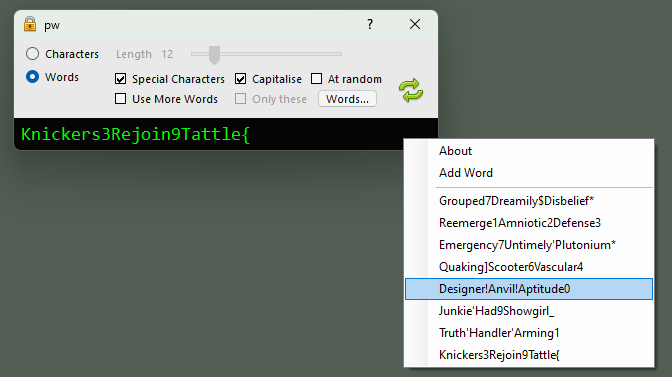 pw ?
Characters Length 12
Words Special Characters Capitalise At random
Use More Words Only these Words...
Knickers3Rejoin9Tattle{
About
Add Word
Grouped7Dreamily$Disbelief*
Reemerge1Amniotic2Defense3
Emergency7Untimely'Plutonium*
Quaking]Scooter6Vascular4
Designer!Anvil!Aptitude0
Junkie'Had9Showgirl_
Truth'Handler'Arming1
Knickers3Rejoin9Tattle{